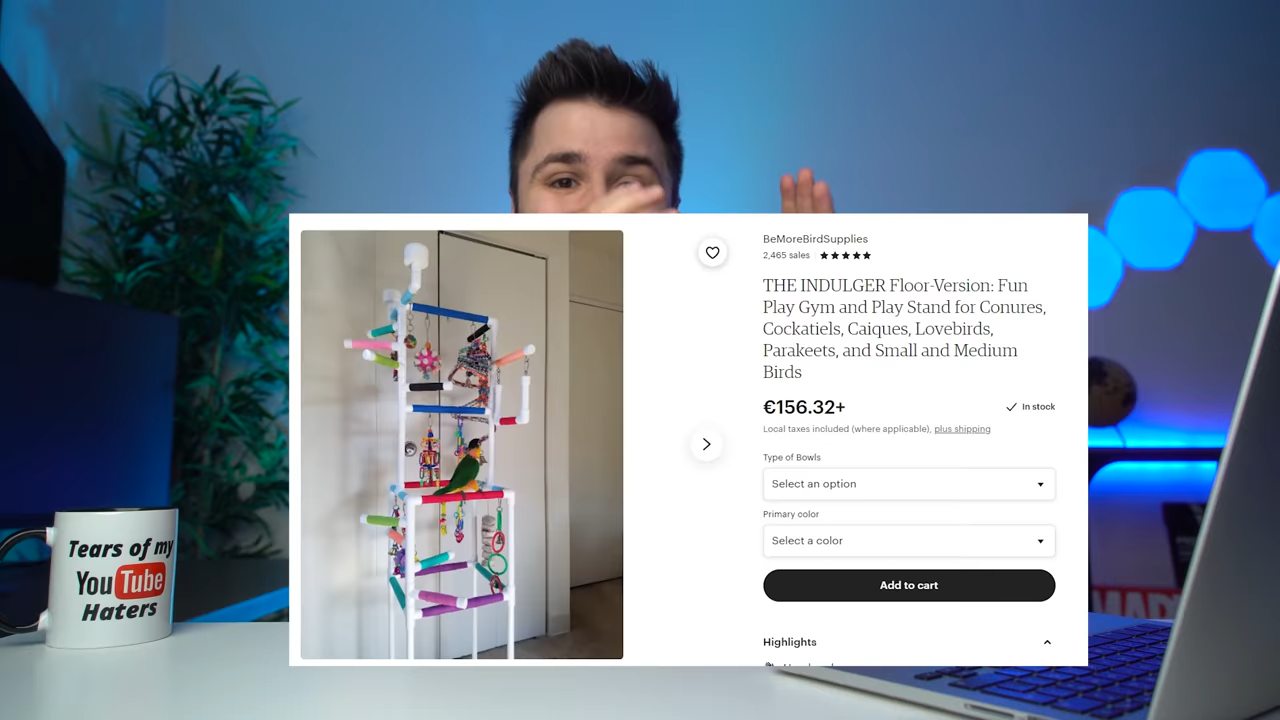 BeMoreBirdSupplies
2,465 sales
THE INDULGER Floor-Version: Fun
Play Gym and Play Stand for Conures,
Cockatiels, Caiques, Lovebirds,
Parakeets, and Small and Medium
Birds
€156.32+
In stock
Local taxes included (where applicable), plus shipping
Type of Bowls
Select an option
Primary color
Select a color
Add to cart
Highlights
Tears of my
YouTube
Haters